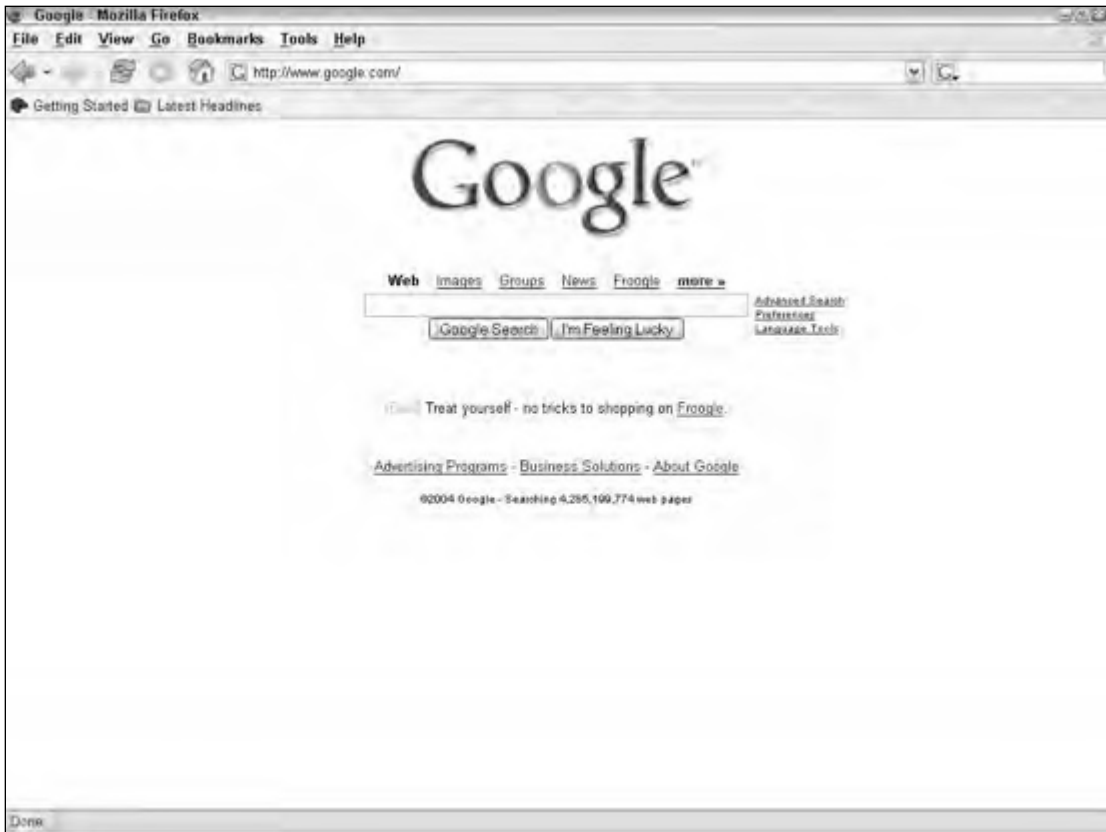 Google - Mozilla Firefox
File Edit View Go Bookmarks Tools Help
http://www.google.com/
Getting Started Latest Headlines
Google
Web Images Groups News Froogle more »
Advanced Search
Preferences
Language Tools
Google Search I'm Feeling Lucky
Treat yourself - no tricks to shopping on Froogle.
Advertising Programs - Business Solutions - About Google
©2004 Google - Searching 4,285,199,774 web pages
Done